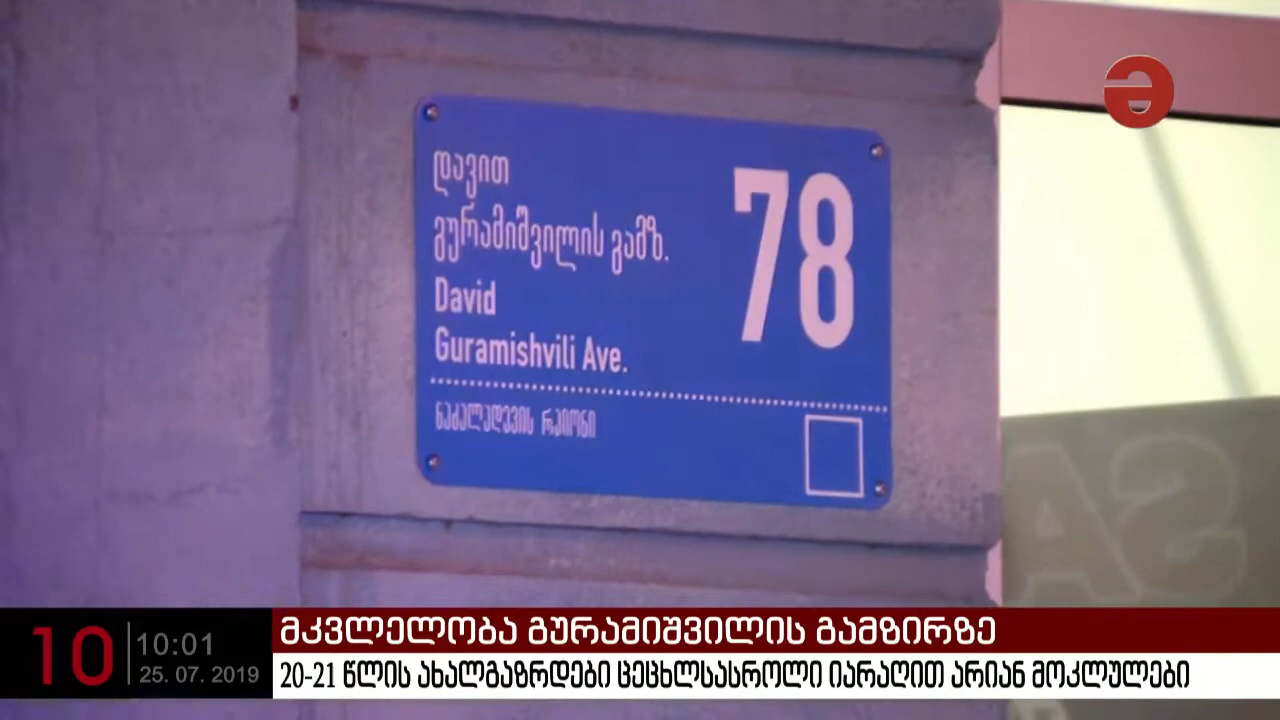 დავით
გურამიშვილის გამზ.
David
Guramishvili Ave.
78
ნაძალადევის რაიონი
10
10:01
25. 07. 2019
მკვლელობა გურამიშვილის გამზირზე
20-21 წლის ახალგაზრდები ცეცხლსასროლი იარაღით არიან მოკლულები